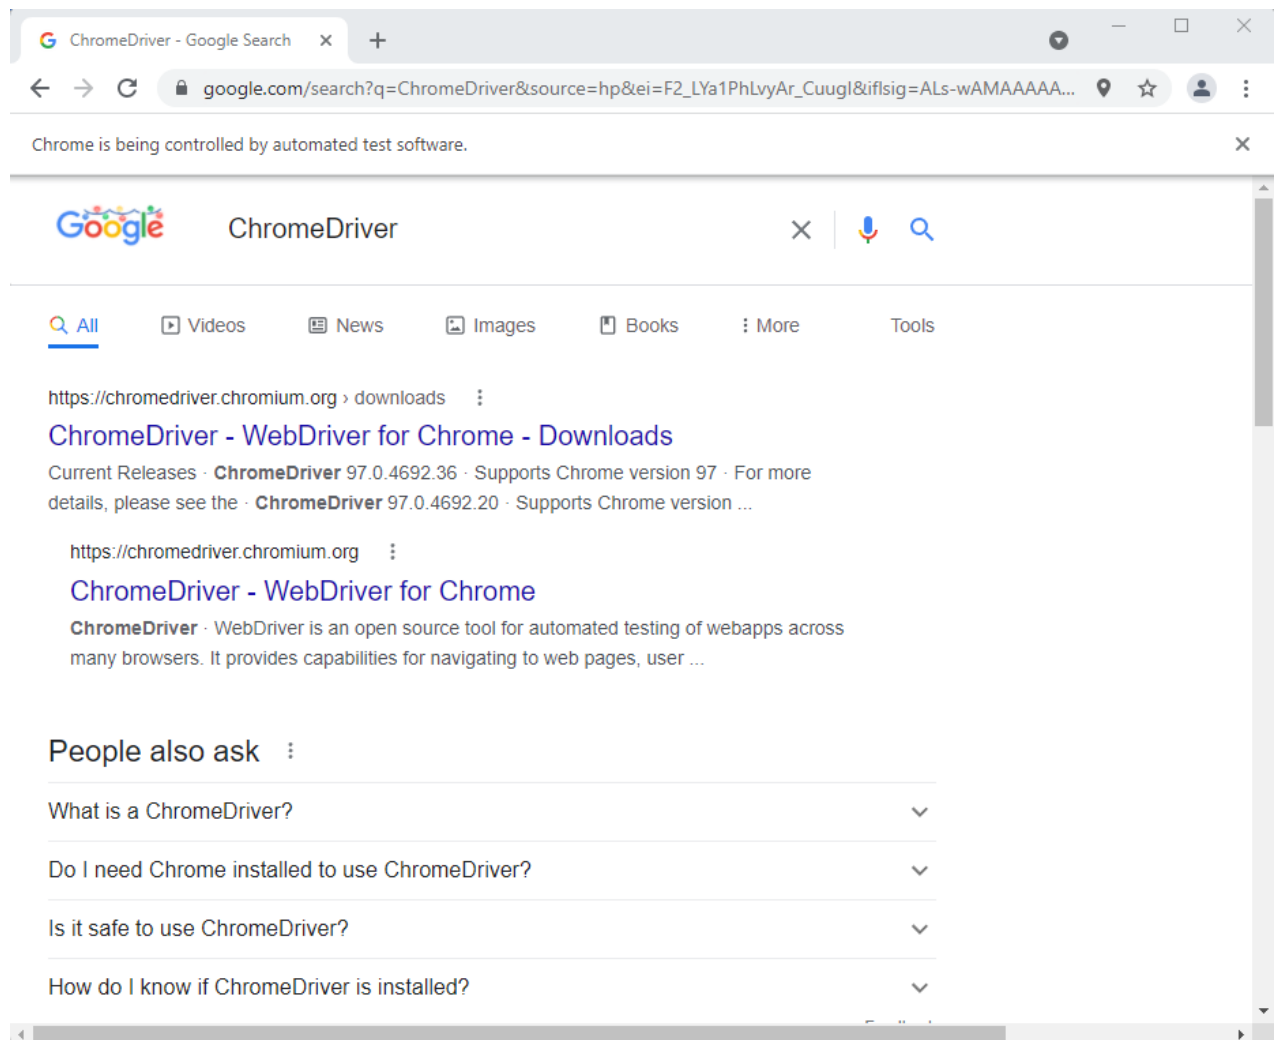 ChromeDriver - Google Search
google.com/search?q=ChromeDriver&source=hp&ei=F2_LYa1PhLvyAr_CuugI&iflsig=ALs-wAMAAAAA...
Chrome is being controlled by automated test software.
Google ChromeDriver
All Videos News Images Books More Tools
https://chromedriver.chromium.org › downloads
ChromeDriver - WebDriver for Chrome - Downloads
Current Releases · ChromeDriver 97.0.4692.36 · Supports Chrome version 97 · For more
details, please see the · ChromeDriver 97.0.4692.20 · Supports Chrome version ...
https://chromedriver.chromium.org
ChromeDriver - WebDriver for Chrome
ChromeDriver · WebDriver is an open source tool for automated testing of webapps across
many browsers. It provides capabilities for navigating to web pages, user ...
People also ask
What is a ChromeDriver?
Do I need Chrome installed to use ChromeDriver?
Is it safe to use ChromeDriver?
How do I know if ChromeDriver is installed?